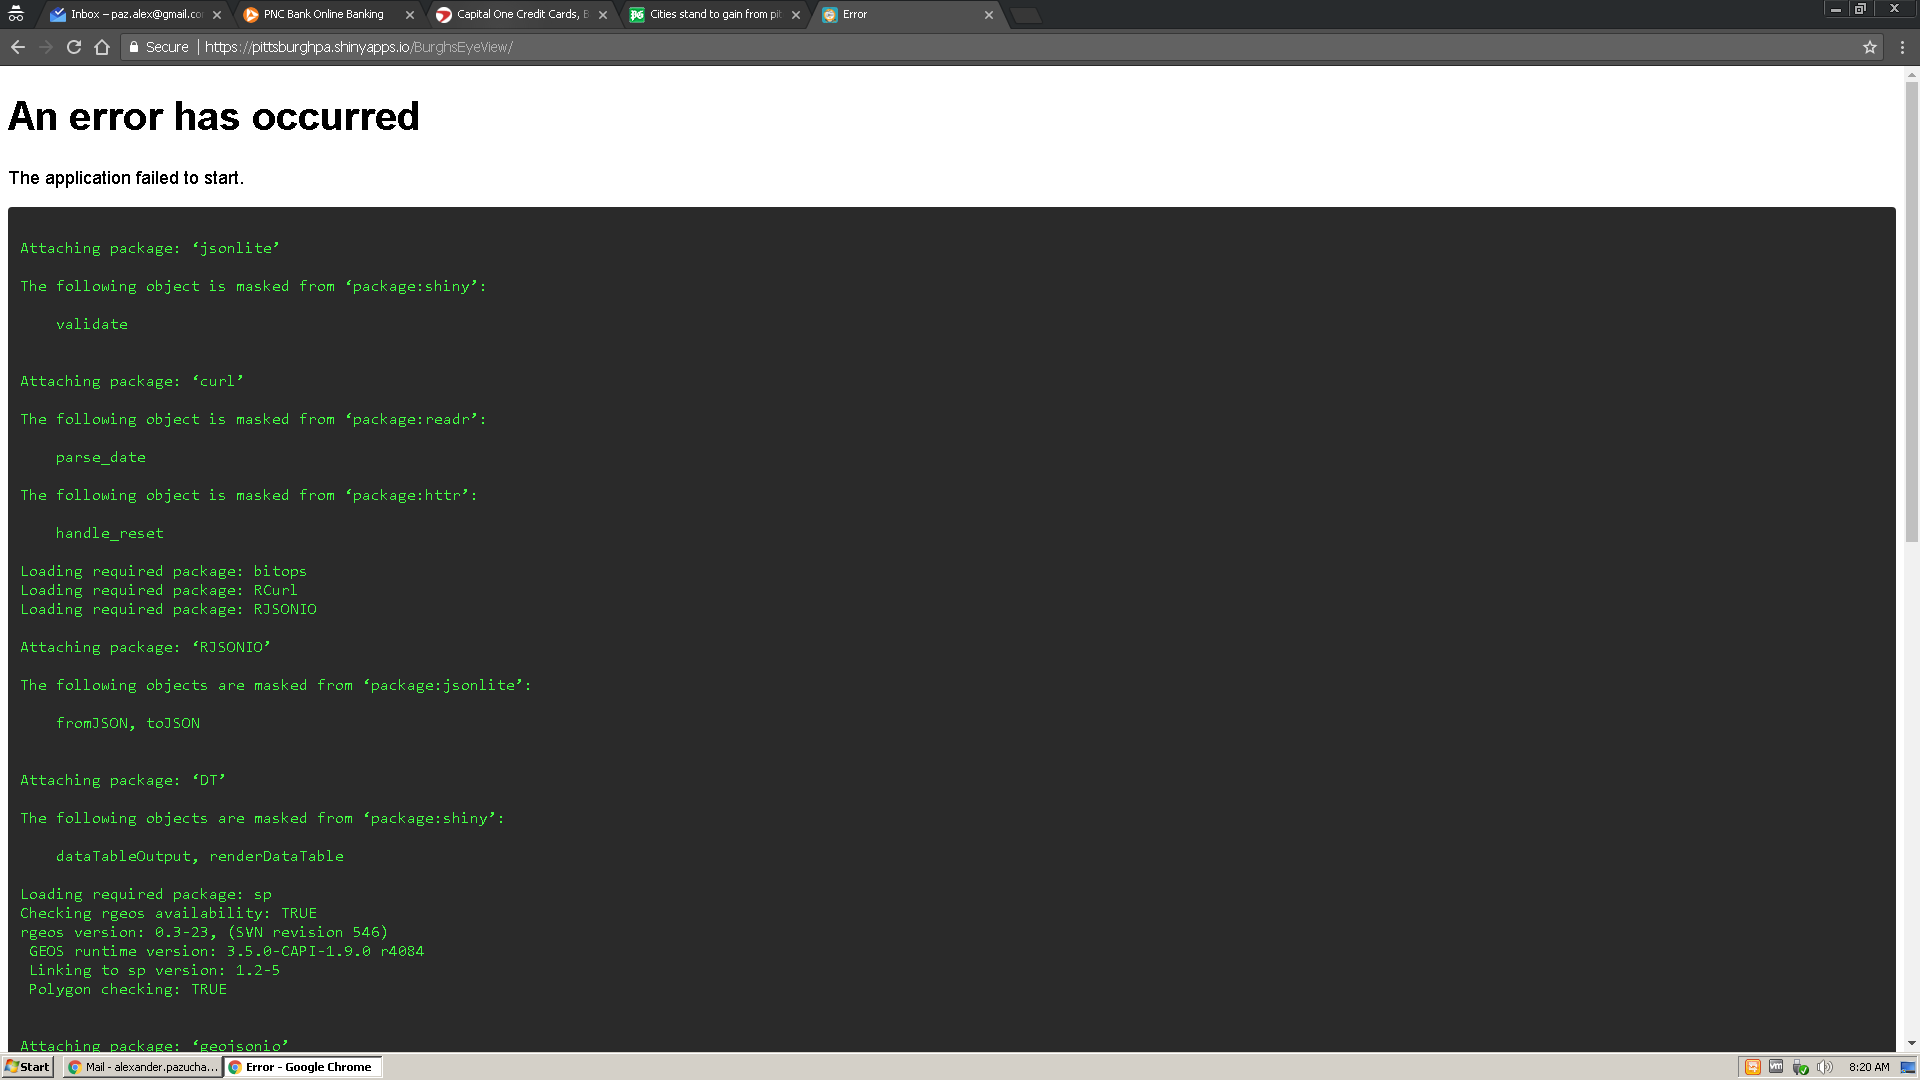 Inbox – paz.alex@gmail.co
PNC Bank Online Banking
Capital One Credit Cards, B
Cities stand to gain from pit
Error
Secure | https://pittsburghpa.shinyapps.io/BurghsEyeView/
An error has occurred
The application failed to start.
Attaching package: ‘jsonlite’
The following object is masked from ‘package:shiny’:
validate
Attaching package: ‘curl’
The following object is masked from ‘package:readr’:
parse_date
The following object is masked from ‘package:httr’:
handle_reset
Loading required package: bitops
Loading required package: RCurl
Loading required package: RJSONIO
Attaching package: ‘RJSONIO’
The following objects are masked from ‘package:jsonlite’:
fromJSON, toJSON
Attaching package: ‘DT’
The following objects are masked from ‘package:shiny’:
dataTableOutput, renderDataTable
Loading required package: sp
Checking rgeos availability: TRUE
rgeos version: 0.3-23, (SVN revision 546)
GEOS runtime version: 3.5.0-CAPI-1.9.0 r4084
Linking to sp version: 1.2-5
Polygon checking: TRUE
Attaching package: ‘geojsonio’
Start
Mail - alexander.pazucha...
Error - Google Chrome
8:20 AM